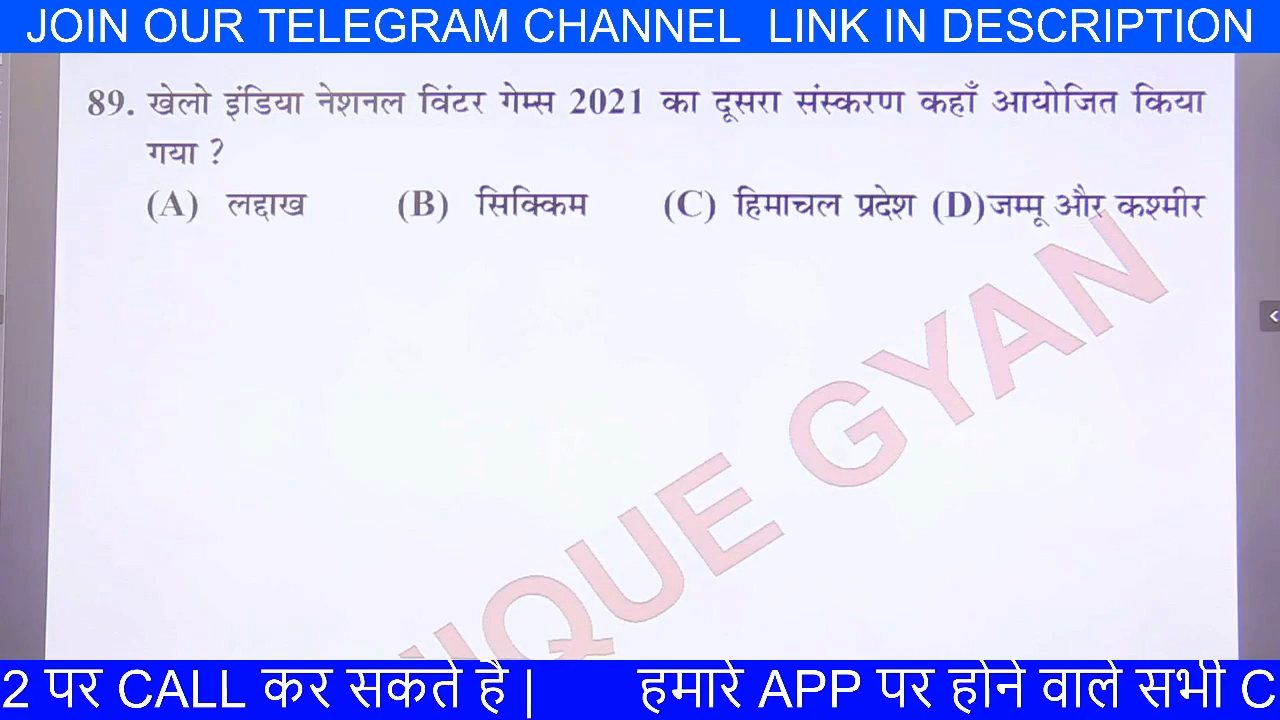 JOIN OUR TELEGRAM CHANNEL LINK IN DESCRIPTION
89. खेलो इंडिया नेशनल विंटर गेम्स 2021 का दूसरा संस्करण कहाँ आयोजित किया
गया ?
(A) लद्दाख (B) सिक्किम (C) हिमाचल प्रदेश (D) जम्मू और कश्मीर
GYAN
2 पर CALL कर सकते है | हमारे APP पर होने वाले सभी C